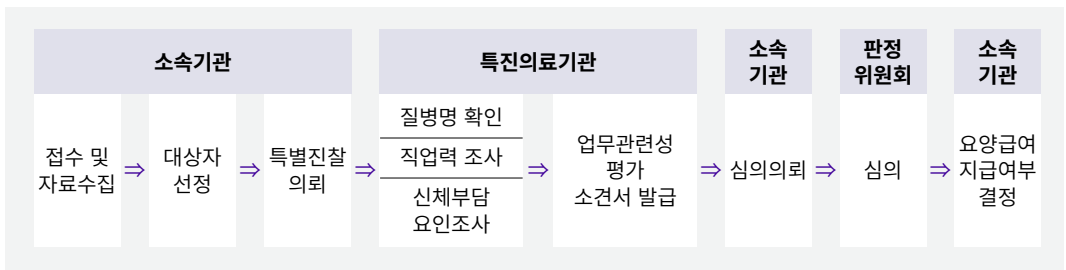 소속기관
특진의료기관
소속
기관
판정
위원회
소속
기관
접수 및
자료수집
⇒
대상자
선정
⇒
특별진찰
의뢰
⇒
질병명 확인
직업력 조사
신체부담
요인조사
⇒
업무관련성
평가
소견서 발급
⇒
심의의뢰
⇒
심의
⇒
요양급여
지급여부
결정